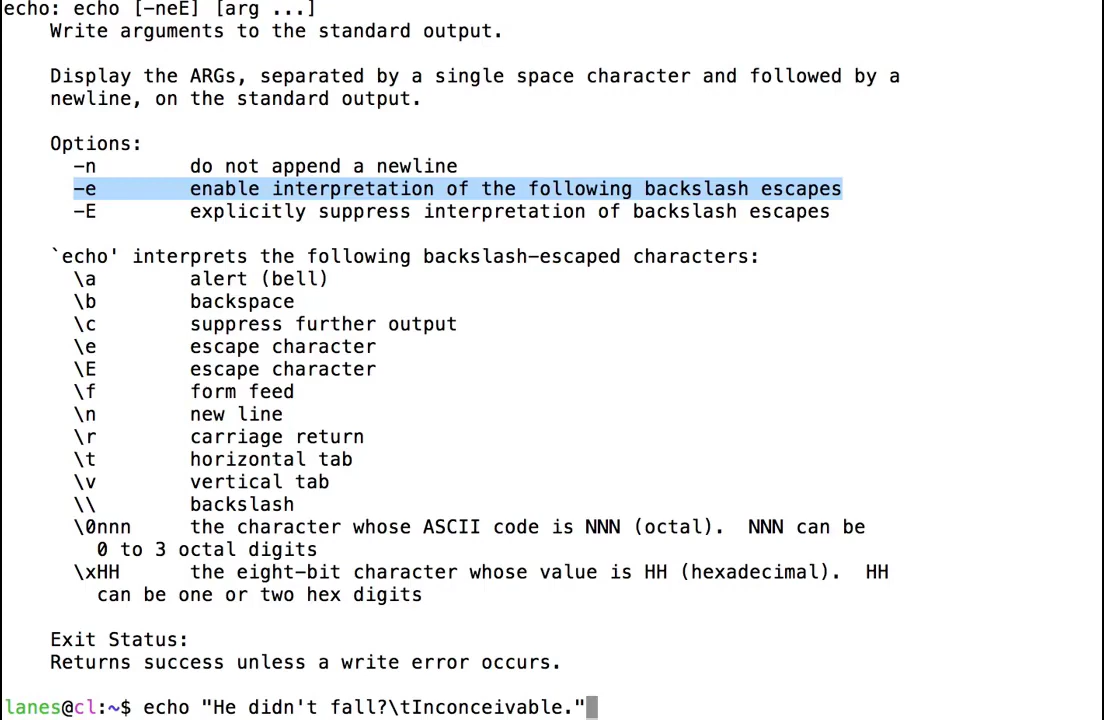 echo: echo [-neE] [arg ...]
    Write arguments to the standard output.

    Display the ARGs, separated by a single space character and followed by a
    newline, on the standard output.

    Options:
      -n        do not append a newline
      -e        enable interpretation of the following backslash escapes
      -E        explicitly suppress interpretation of backslash escapes

    `echo' interprets the following backslash-escaped characters:
      \a        alert (bell)
      \b        backspace
      \c        suppress further output
      \e        escape character
      \E        escape character
      \f        form feed
      \n        new line
      \r        carriage return
      \t        horizontal tab
      \v        vertical tab
      \\        backslash
      \0nnn     the character whose ASCII code is NNN (octal).  NNN can be
        0 to 3 octal digits
      \xHH      the eight-bit character whose value is HH (hexadecimal).  HH
        can be one or two hex digits

    Exit Status:
    Returns success unless a write error occurs.

lanes@cl:~$ echo "He didn't fall?\tInconceivable."